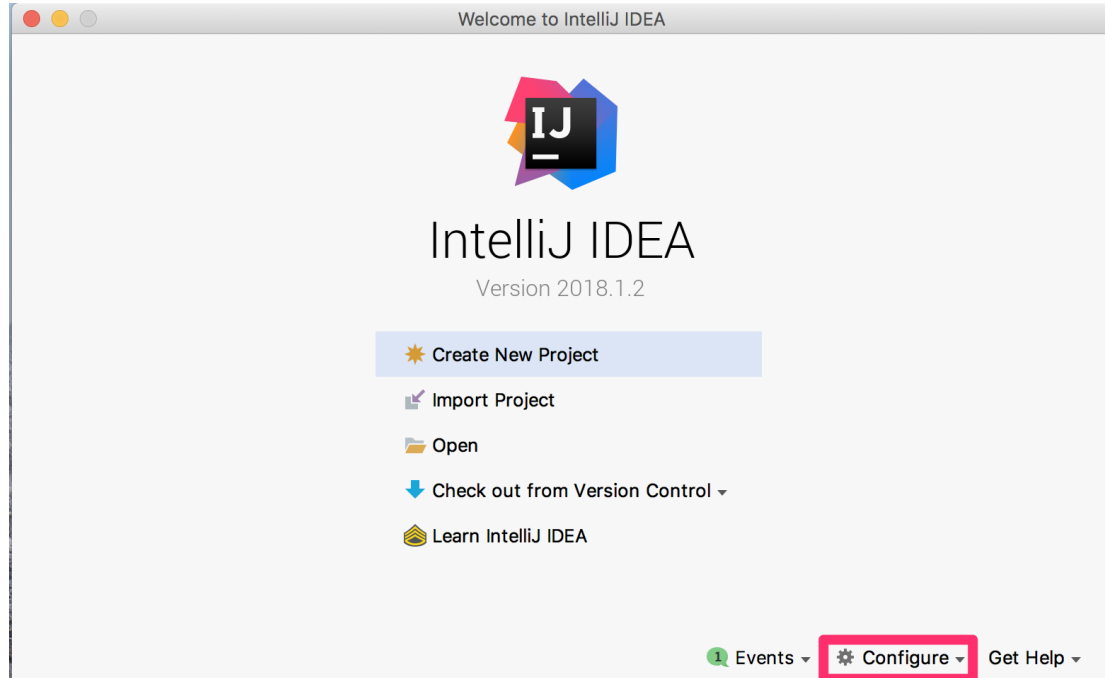 Welcome to IntelliJ IDEA
IJ
IntelliJ IDEA
Version 2018.1.2
Create New Project
Import Project
Open
Check out from Version Control
Learn IntelliJ IDEA
1 Events Configure Get Help